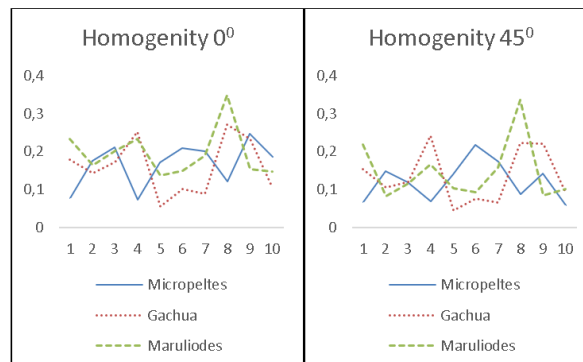 Homogenity 0⁰
0,4
0,3
0,2
0,1
0
1 2 3 4 5 6 7 8 9 10
Micropeltes
Gachua
Maruliodes
Homogenity 45⁰
0,4
0,3
0,2
0,1
0
1 2 3 4 5 6 7 8 9 10
Micropeltes
Gachua
Maruliodes